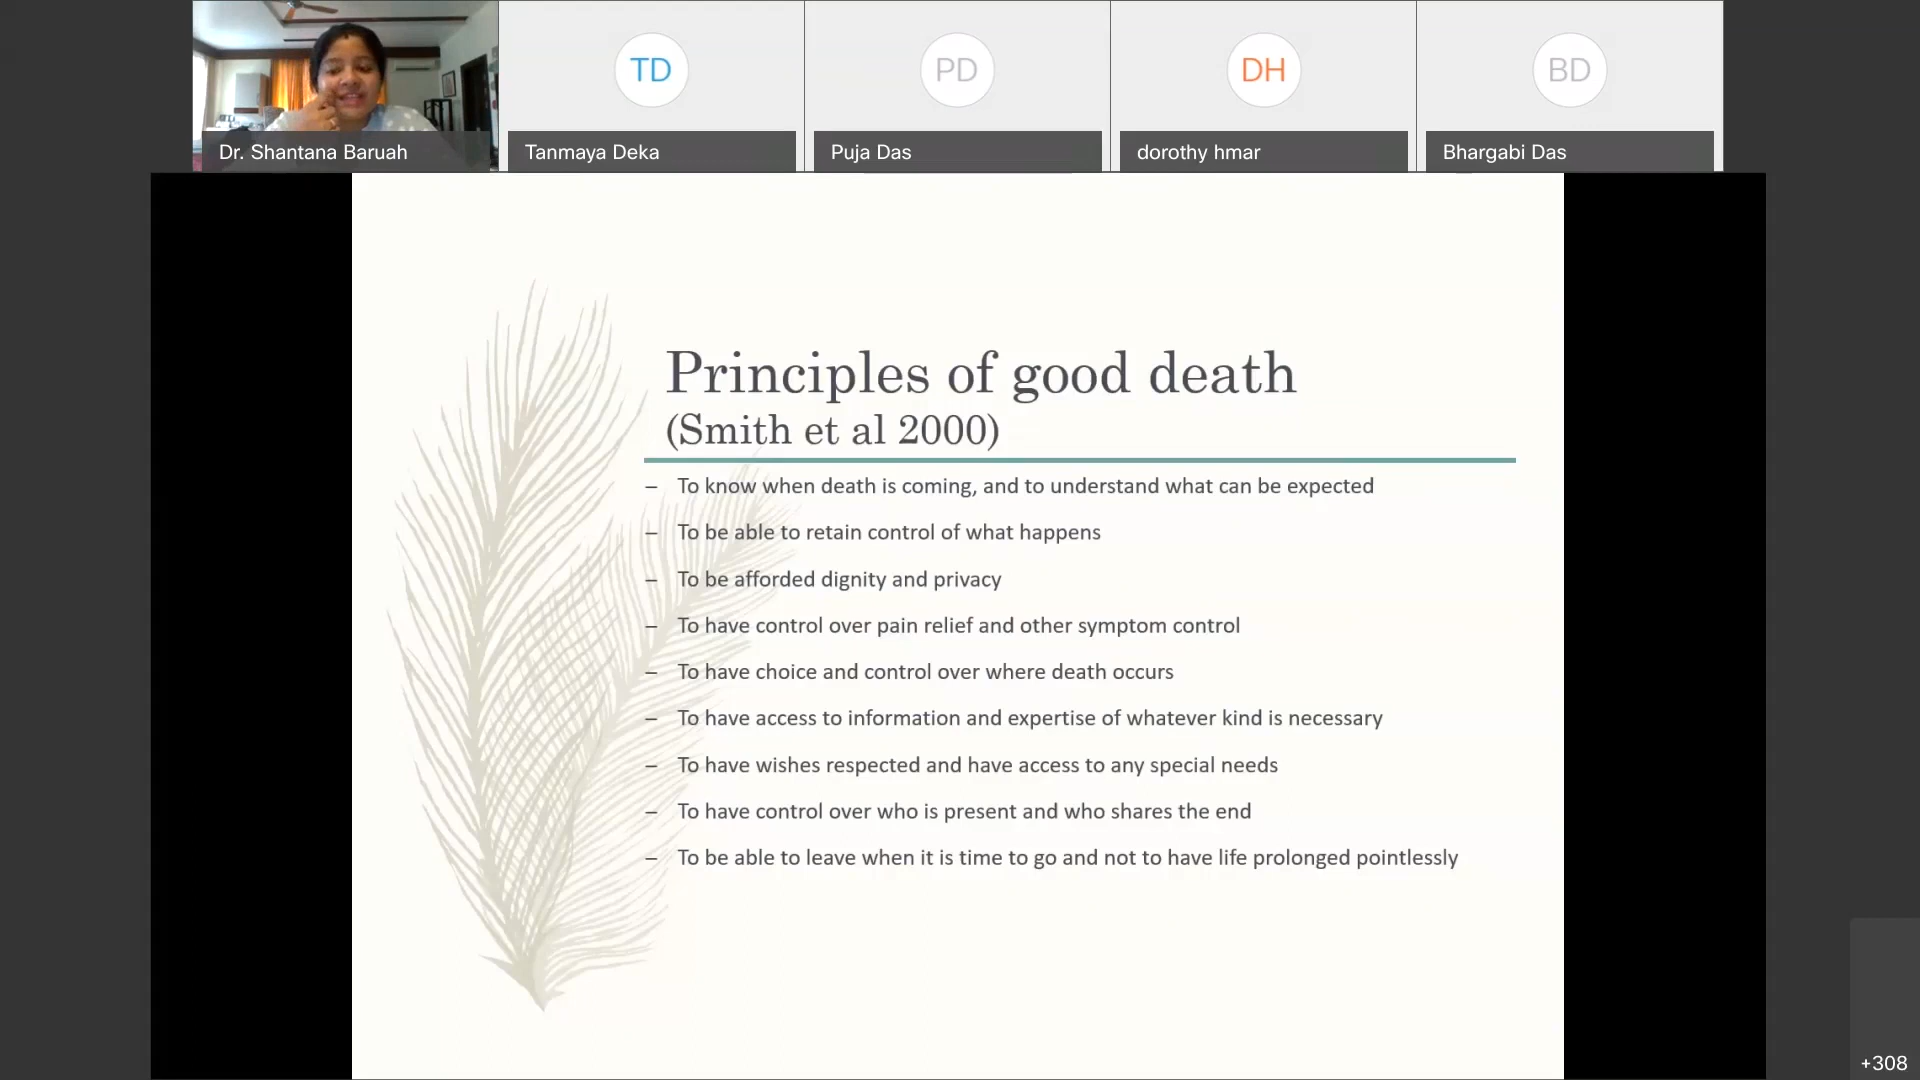 TD
PD
DH
BD
Dr. Shantana Baruah
Tanmaya Deka
Puja Das
dorothy hmar
Bhargabi Das
Principles of good death
(Smith et al 2000)
– To know when death is coming, and to understand what can be expected
– To be able to retain control of what happens
– To be afforded dignity and privacy
– To have control over pain relief and other symptom control
– To have choice and control over where death occurs
– To have access to information and expertise of whatever kind is necessary
– To have wishes respected and have access to any special needs
– To have control over who is present and who shares the end
– To be able to leave when it is time to go and not to have life prolonged pointlessly
+308